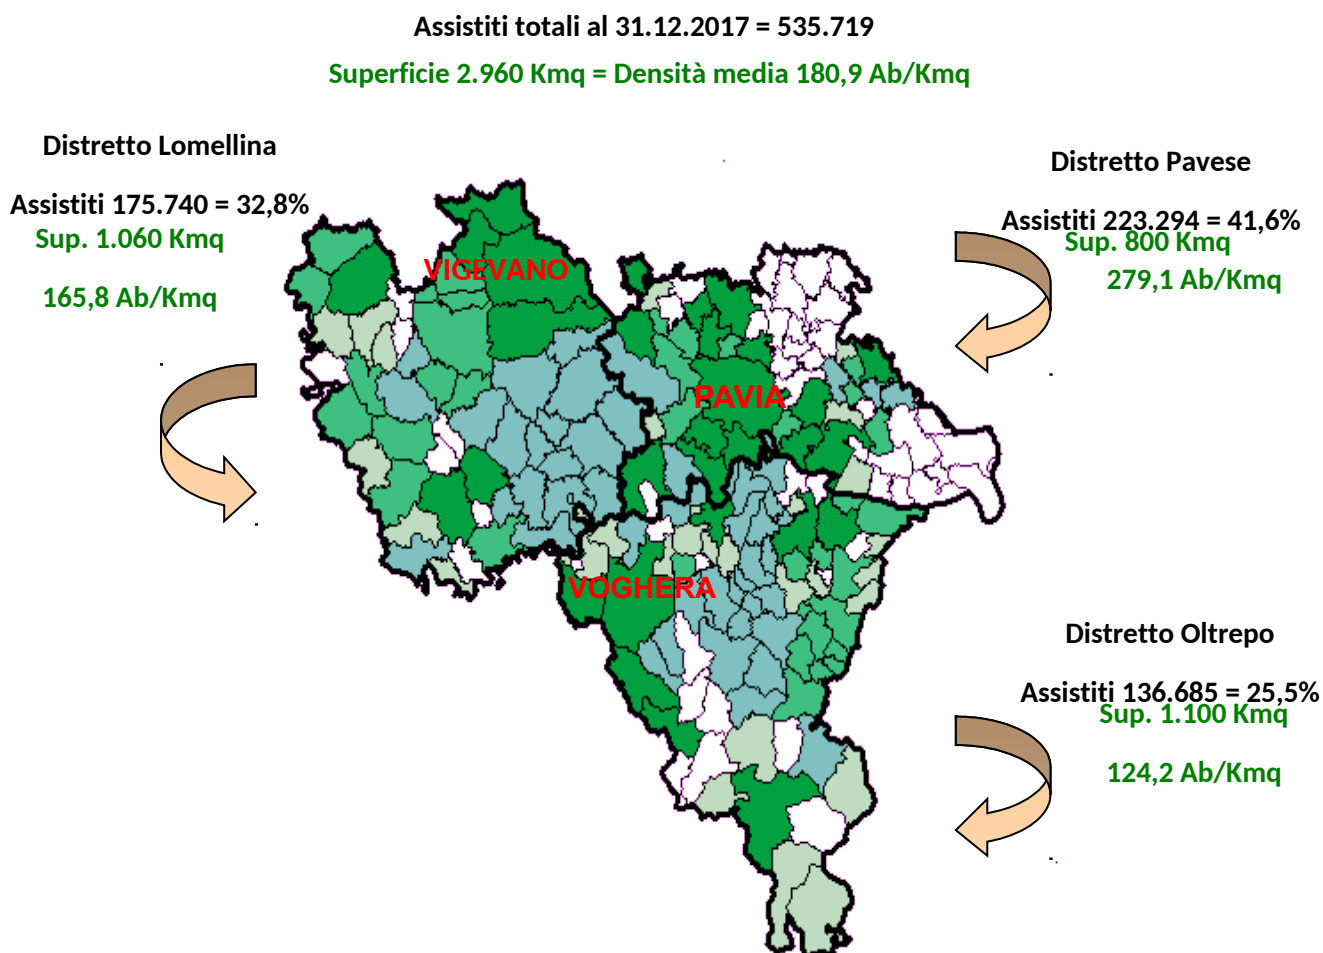 Assistiti totali al 31.12.2017 = 535.719
Superficie 2.960 Kmq = Densità media 180,9 Ab/Kmq
Distretto Lomellina
Assistiti 175.740 = 32,8%
Sup. 1.060 Kmq
165,8 Ab/Kmq
Distretto Pavese
Assistiti 223.294 = 41,6%
Sup. 800 Kmq
279,1 Ab/Kmq
VIGEVANO
PAVIA
VOGHERA
Distretto Oltrepo
Assistiti 136.685 = 25,5%
Sup. 1.100 Kmq
124,2 Ab/Kmq